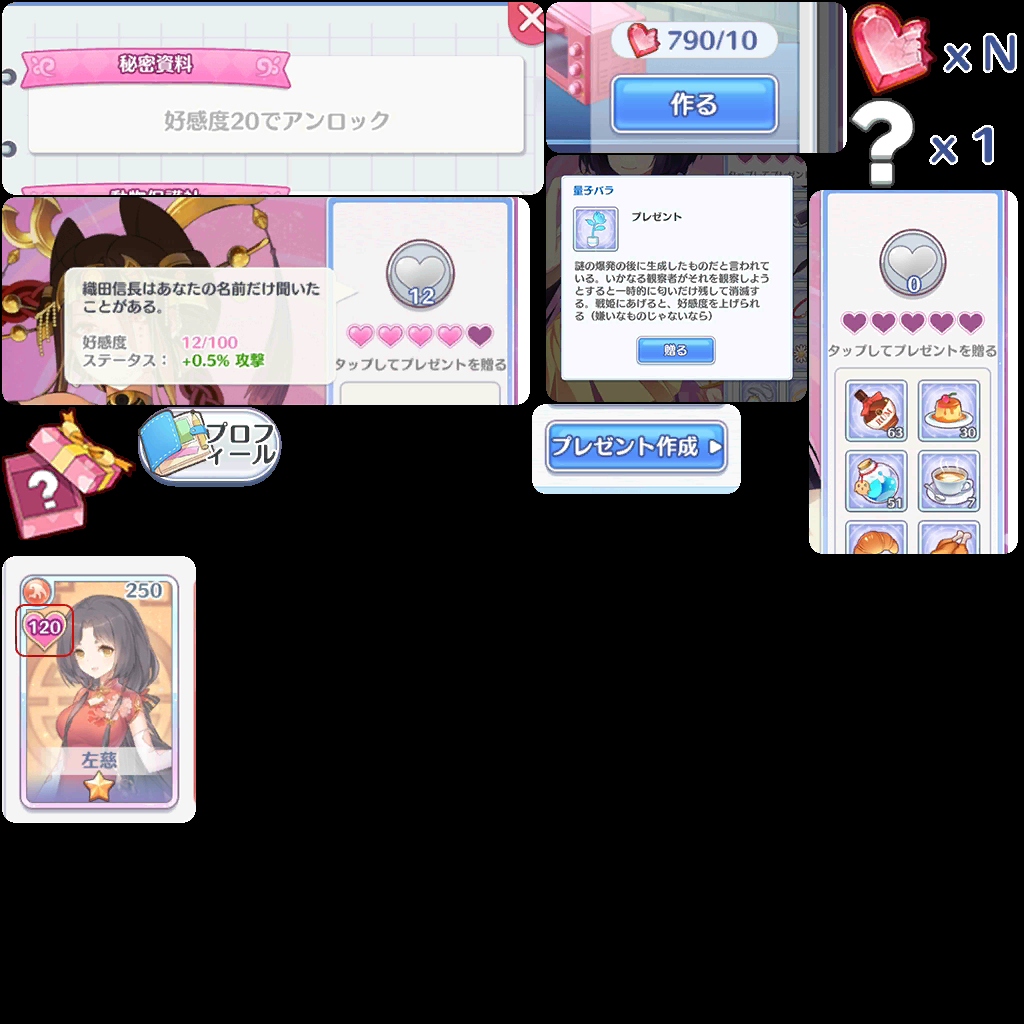 秘密資料
好感度20でアンロック
790/10
作る
x N
? x 1
織田信長はあなたの名前だけ聞いた
ことがある。
好感度 12/100
ステータス： +0.5% 攻撃
12
タップしてプレゼントを贈る
量子バラ
プレゼント
謎の爆発の後に生成したものだと言われて
いる。いかなる観察者がそれを観察しよう
とすると一時的に匂いだけ残して消滅す
る。戦姫にあげると、好感度を上げられ
る（嫌いなものじゃないなら）
贈る
0
タップしてプレゼントを贈る
RUM
63
30
51
7
?
プロフ
ィール
プレゼント作成
250
120
左慈